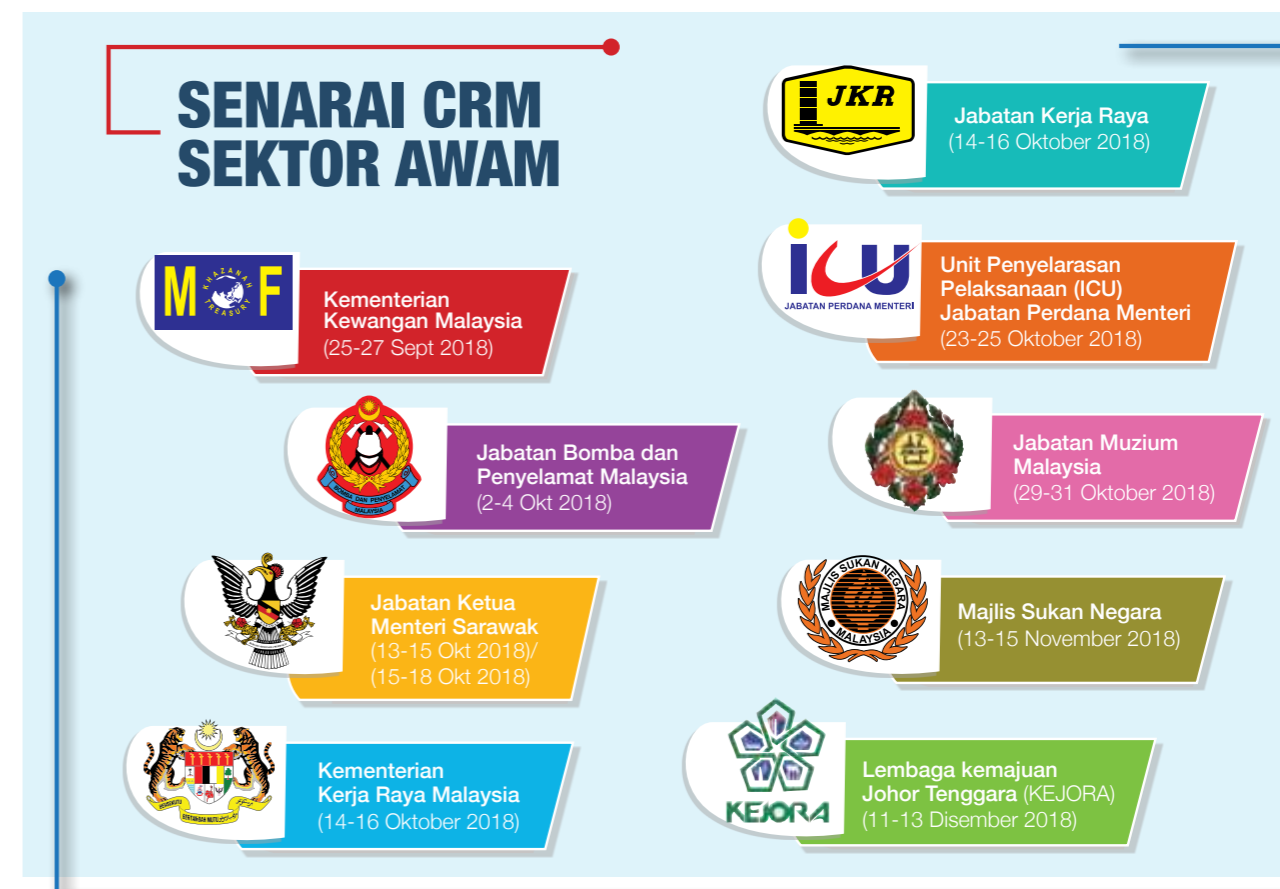 SENARAI CRM
SEKTOR AWAM
M F
KHAZANAH
TREASURY
Kementerian
Kewangan Malaysia
(25-27 Sept 2018)
BOMBA DAN PENYELAMAT
MALAYSIA
Jabatan Bomba dan
Penyelamat Malaysia
(2-4 Okt 2018)
Jabatan Ketua
Menteri Sarawak
(13-15 Okt 2018)/
(15-18 Okt 2018)
BERTAMBAH MUTU
Kementerian
Kerja Raya Malaysia
(14-16 Oktober 2018)
JKR
Jabatan Kerja Raya
(14-16 Oktober 2018)
ICU
JABATAN PERDANA MENTERI
Unit Penyelarasan
Pelaksanaan (ICU)
Jabatan Perdana Menteri
(23-25 Oktober 2018)
Jabatan Muzium
Malaysia
(29-31 Oktober 2018)
MAJLIS SUKAN NEGARA
MALAYSIA
Majlis Sukan Negara
(13-15 November 2018)
KEJORA
Lembaga kemajuan
Johor Tenggara (KEJORA)
(11-13 Disember 2018)